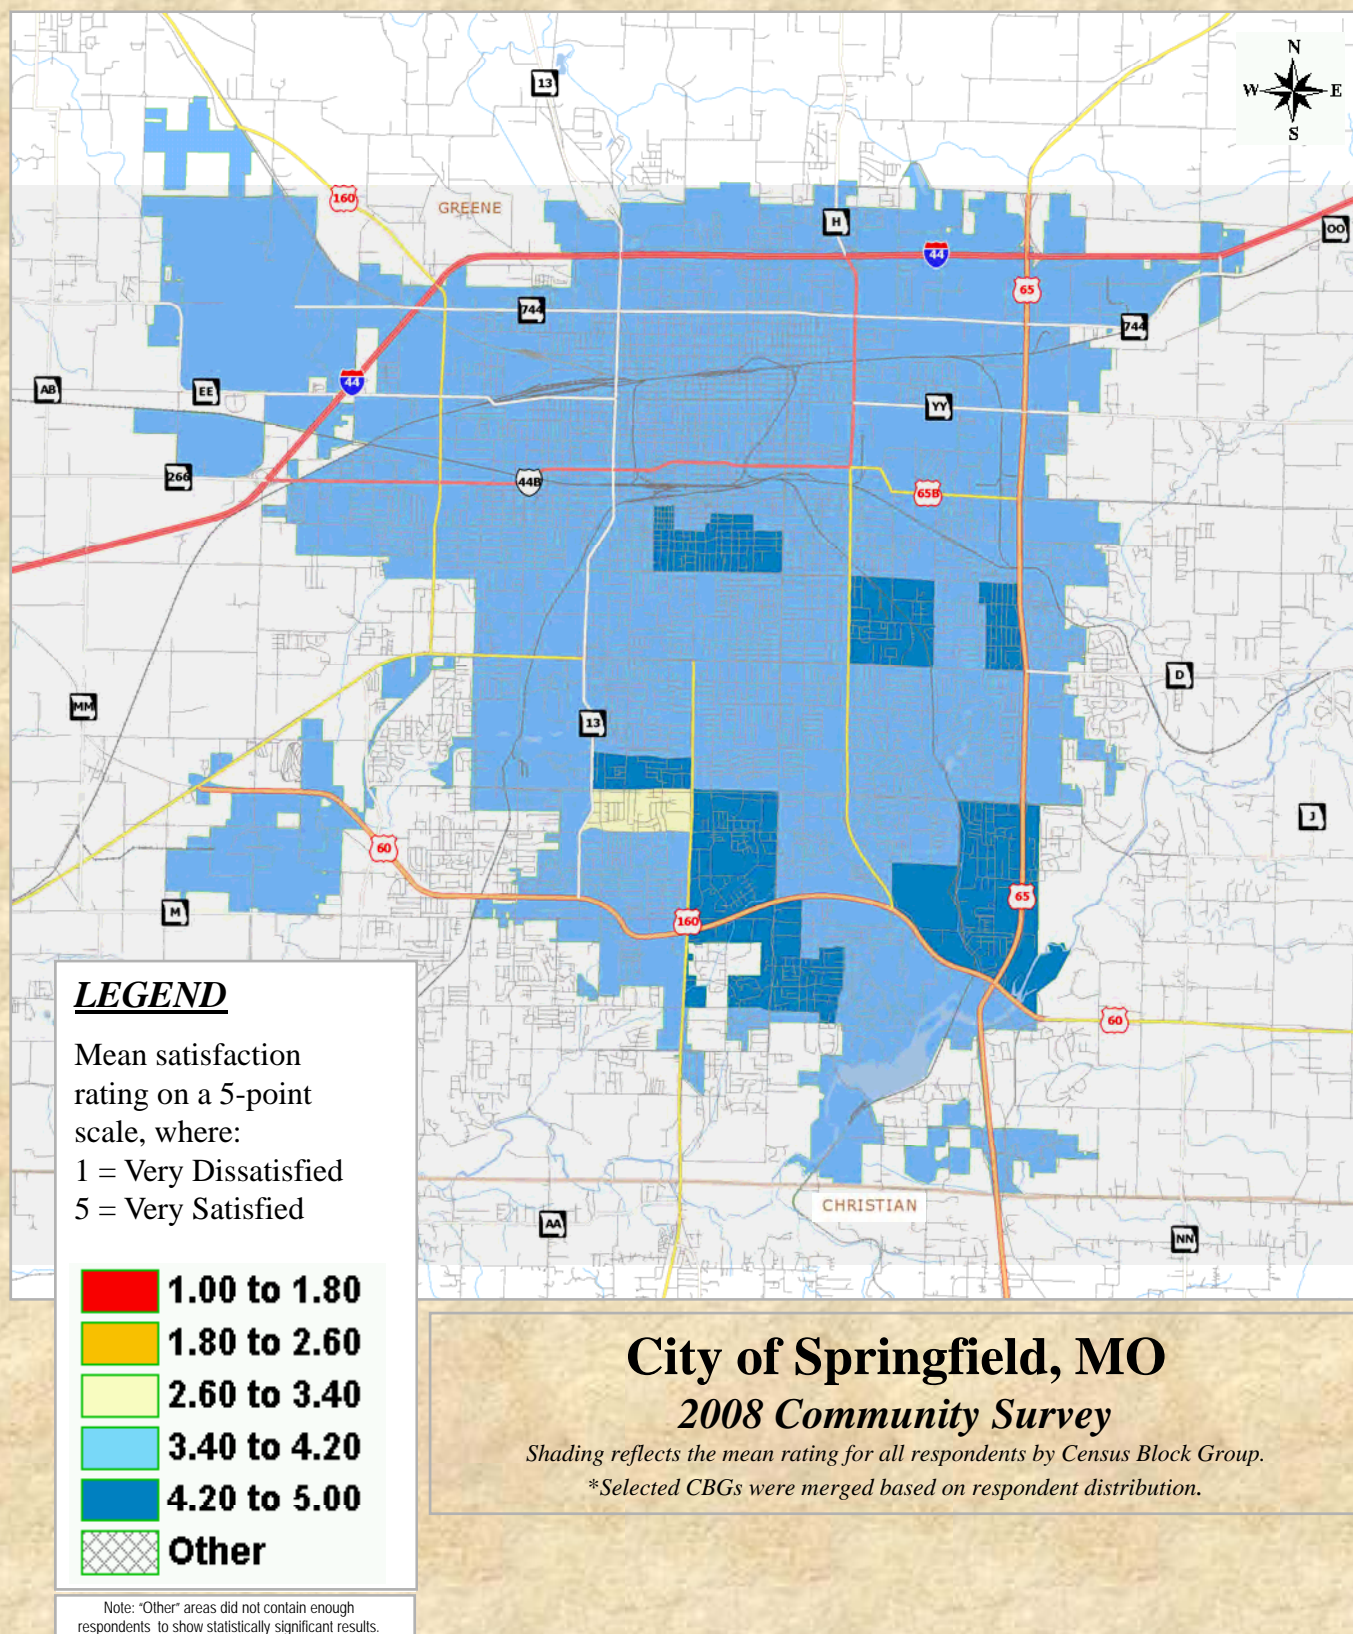 N
W E
S
13
160
GREENE
H
OO
44
65
744
744
44
AB
EE
YY
266
44B
65B
D
MM
13
J
60
65
M
160
60
CHRISTIAN
AA
NN
LEGEND
Mean satisfaction
rating on a 5-point
scale, where:
1 = Very Dissatisfied
5 = Very Satisfied
1.00 to 1.80
1.80 to 2.60
2.60 to 3.40
3.40 to 4.20
4.20 to 5.00
Other
Note: “Other” areas did not contain enough
respondents to show statistically significant results.
City of Springfield, MO
2008 Community Survey
Shading reflects the mean rating for all respondents by Census Block Group.
*Selected CBGs were merged based on respondent distribution.